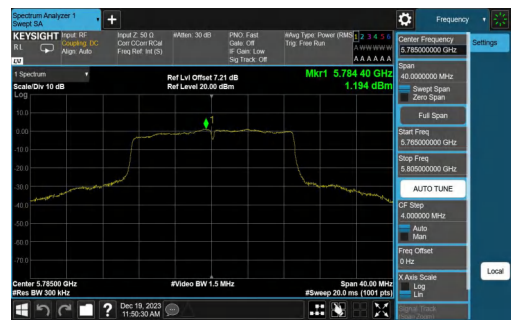 Spectrum Analyzer 1
Swept SA
Frequency
KEYSIGHT
RL
Input: RF
Coupling: DC
Align: Auto
Input Z: 50 Ω
Corr CCorr RCal
Freq Ref: Int (S)
#Atten: 30 dB
PNO: Fast
Gate: Off
IF Gain: Low
Sig Track: Off
#Avg Type: Power (RMS
Trig: Free Run
1 2 3 4 5 6
A W W W W W
A A A A A A
LV
1 Spectrum
Scale/Div 10 dB
Log
Ref Lvl Offset 7.21 dB
Ref Level 20.00 dBm
Mkr1 5.784 40 GHz
1.194 dBm
1
10.0
0.00
-10.0
-20.0
-30.0
-40.0
-50.0
-60.0
-70.0
Center 5.78500 GHz
#Res BW 300 kHz
#Video BW 1.5 MHz
Span 40.00 MHz
#Sweep 20.0 ms (1001 pts)
Dec 19, 2023
11:50:30 AM
Center Frequency
5.785000000 GHz
Span
40.0000000 MHz
Swept Span
Zero Span
Full Span
Start Freq
5.765000000 GHz
Stop Freq
5.805000000 GHz
AUTO TUNE
CF Step
4.000000 MHz
Auto
Man
Freq Offset
0 Hz
X Axis Scale
Log
Lin
Signal Track
Settings
Local